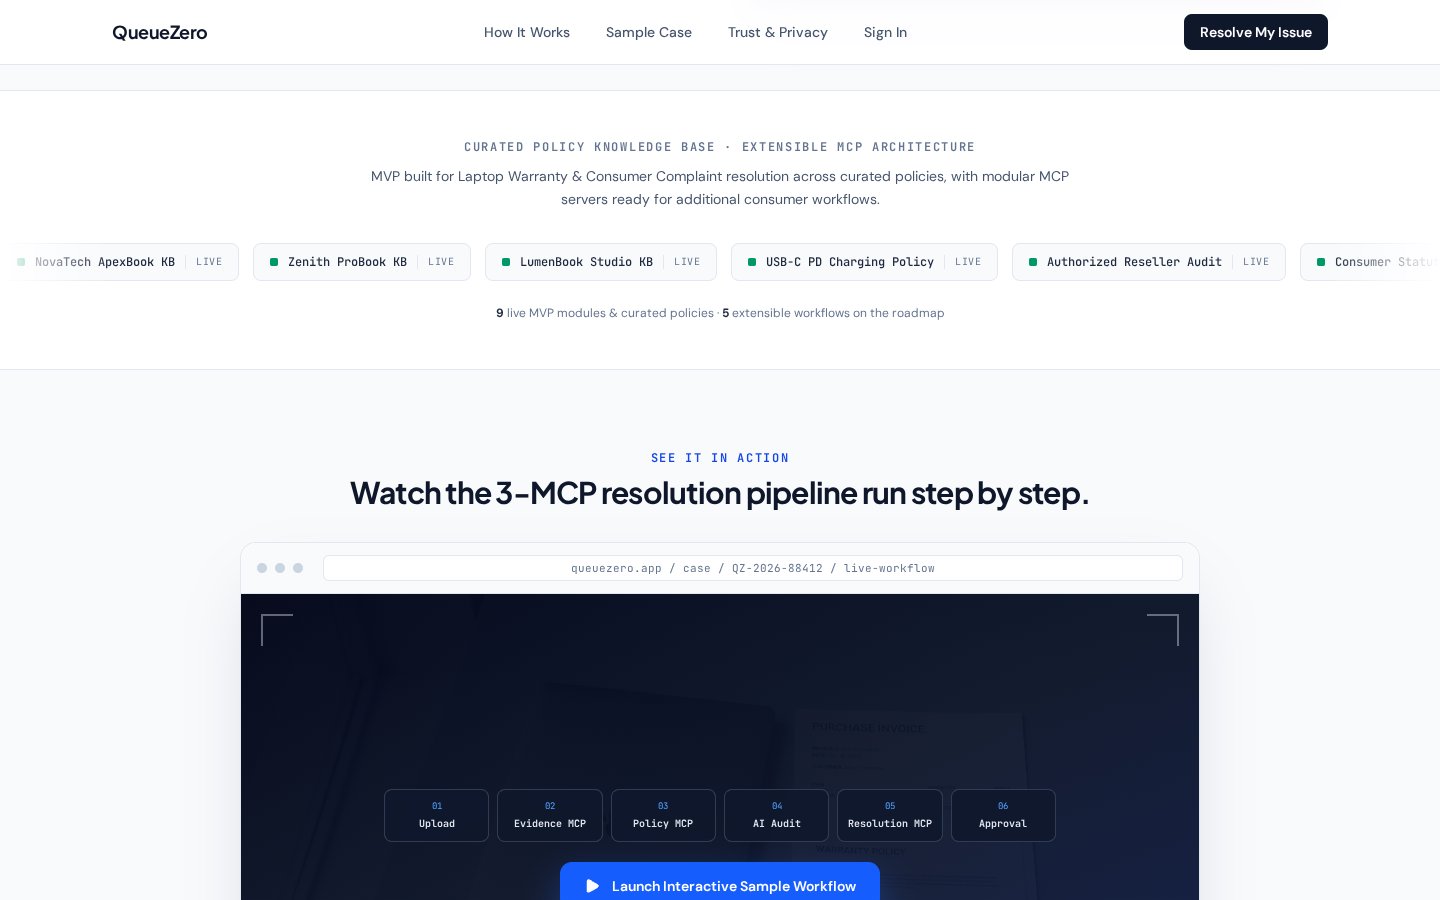 QueueZero
How It Works
Sample Case
Trust & Privacy
Sign In
Resolve My Issue
CURATED POLICY KNOWLEDGE BASE · EXTENSIBLE MCP ARCHITECTURE
MVP built for Laptop Warranty & Consumer Complaint resolution across curated policies, with modular MCP
servers ready for additional consumer workflows.
NovaTech ApexBook KB LIVE
Zenith ProBook KB LIVE
LumenBook Studio KB LIVE
USB-C PD Charging Policy LIVE
Authorized Reseller Audit LIVE
Consumer
9 live MVP modules & curated policies · 5 extensible workflows on the roadmap
SEE IT IN ACTION
Watch the 3-MCP resolution pipeline run step by step.
queuezero.app / case / QZ-2026-88412 / live-workflow
PURCHASE INVOICE
01
Upload
02
Evidence MCP
03
Policy MCP
04
AI Audit
05
Resolution MCP
06
Approval
WARRANTY POLICY
Launch Interactive Sample Workflow